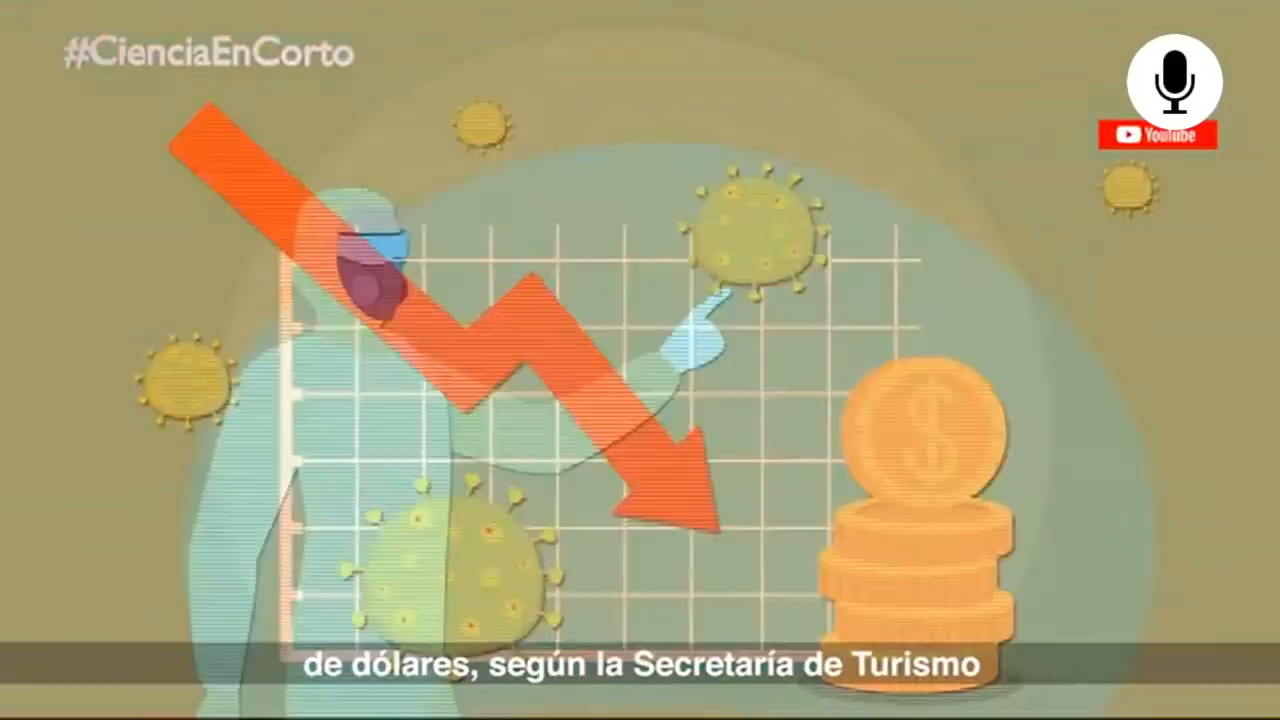 #CienciaEnCorto
YouTube
$
de dólares, según la Secretaría de Turismo